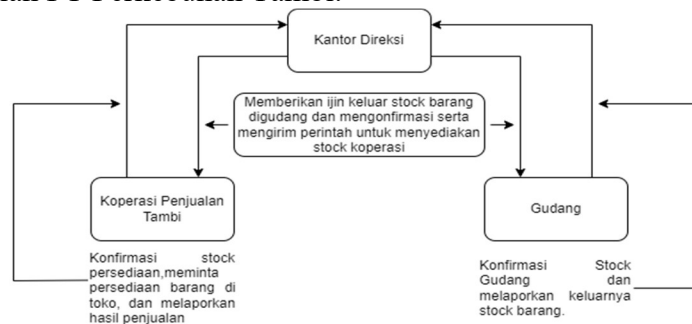 Kantor Direksi
Memberikan ijin keluar stock barang
digudang dan mengonfirmasi serta
mengirim perintah untuk menyediakan
stock koperasi
Koperasi Penjualan
Tambi
Gudang
Konfirmasi stock
persediaan,meminta
persediaan barang di
toko, dan melaporkan
hasil penjualan
Konfirmasi Stock
Gudang dan
melaporkan keluarnya
stock barang.